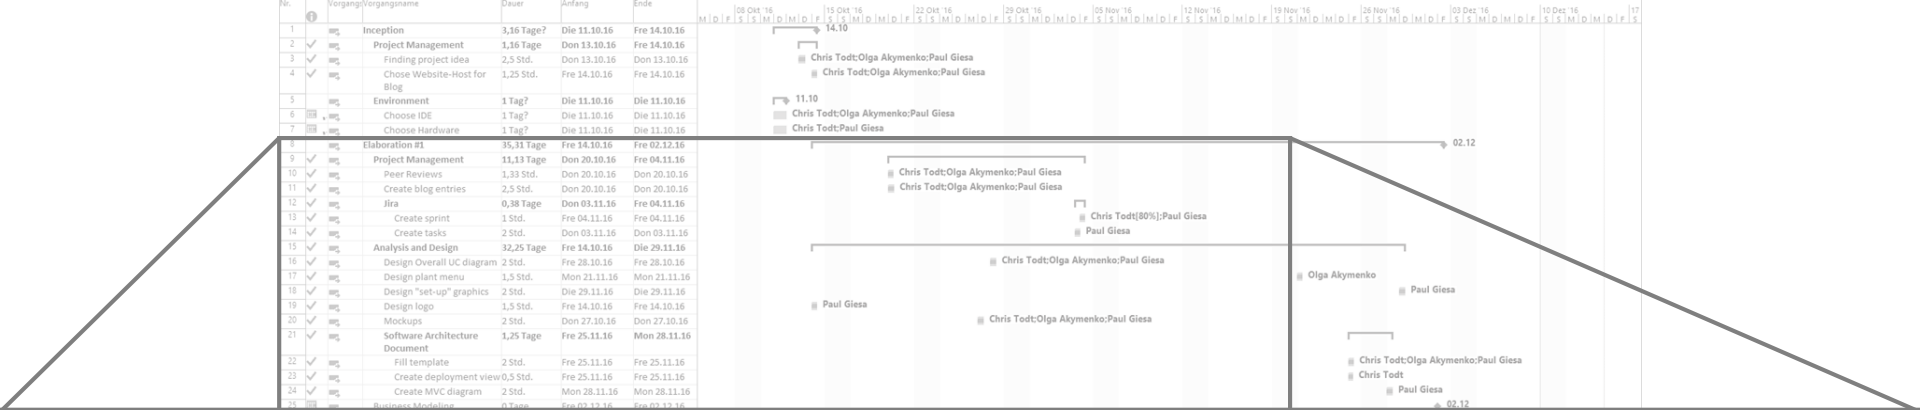 Nr. Vorgangs Vorgangsname Dauer Anfang Ende
08 Okt '16 15 Okt '16 22 Okt '16 29 Okt '16 05 Nov '16 12 Nov '16 19 Nov '16 26 Nov '16 03 Dez '16 10 Dez '16 17
M D F S M D M D F S M D M D F S M D M D F S M D M D F S M D M D F S M D M D F S
1 Inception 3,16 Tage? Die 11.10.16 Fre 14.10.16 14.10
2 Project Management 1,16 Tage Don 13.10.16 Fre 14.10.16
3 Finding project idea 2,5 Std. Don 13.10.16 Don 13.10.16 Chris Todt;Olga Akymenko;Paul Giesa
4 Chose Website-Host for 1,25 Std. Fre 14.10.16 Fre 14.10.16 Chris Todt;Olga Akymenko;Paul Giesa
Blog
5 Environment 1 Tag? Die 11.10.16 Die 11.10.16 11.10
6 Choose IDE 1 Tag? Die 11.10.16 Die 11.10.16 Chris Todt;Olga Akymenko;Paul Giesa
7 Choose Hardware 1 Tag? Die 11.10.16 Die 11.10.16 Chris Todt;Paul Giesa
8 Elaboration #1 35,31 Tage Fre 14.10.16 Fre 02.12.16 02.12
9 Project Management 11,13 Tage Don 20.10.16 Fre 04.11.16
10 Peer Reviews 1,33 Std. Don 20.10.16 Don 20.10.16 Chris Todt;Olga Akymenko;Paul Giesa
11 Create blog entries 2,5 Std. Don 20.10.16 Don 20.10.16 Chris Todt;Olga Akymenko;Paul Giesa
12 Jira 0,38 Tage Don 03.11.16 Fre 04.11.16
13 Create sprint 1 Std. Fre 04.11.16 Fre 04.11.16 Chris Todt[80%];Paul Giesa
14 Create tasks 2 Std. Don 03.11.16 Don 03.11.16 Paul Giesa
15 Analysis and Design 32,25 Tage Fre 14.10.16 Die 29.11.16
16 Design Overall UC diagram 2 Std. Fre 28.10.16 Fre 28.10.16 Chris Todt;Olga Akymenko;Paul Giesa
17 Design plant menu 1,5 Std. Mon 21.11.16 Mon 21.11.16 Olga Akymenko
18 Design "set-up" graphics 2 Std. Die 29.11.16 Die 29.11.16 Paul Giesa
19 Design logo 1,5 Std. Fre 14.10.16 Fre 14.10.16 Paul Giesa
20 Mockups 2 Std. Don 27.10.16 Don 27.10.16 Chris Todt;Olga Akymenko;Paul Giesa
21 Software Architecture 1,25 Tage Fre 25.11.16 Mon 28.11.16
Document
22 Fill template 2 Std. Fre 25.11.16 Fre 25.11.16 Chris Todt;Olga Akymenko;Paul Giesa
23 Create deployment view 0,5 Std. Fre 25.11.16 Fre 25.11.16 Chris Todt
24 Create MVC diagram 2 Std. Mon 28.11.16 Mon 28.11.16 Paul Giesa
25 Business Modeling 0 Tage Fre 02.12.16 Fre 02.12.16 02.12